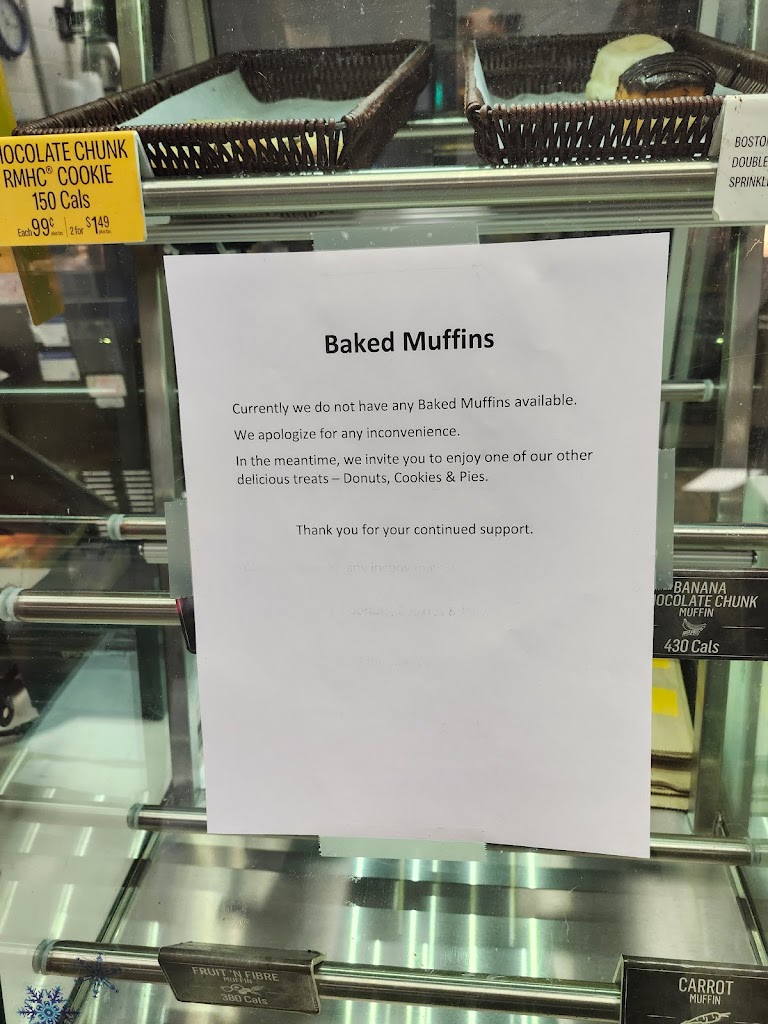 HOCOLATE CHUNK
RMHC® COOKIE
150 Cals
Each 99¢ 2 for $1.49
BOSTO
DOUBLE
SPRINKL
Baked Muffins
Currently we do not have any Baked Muffins available.
We apologize for any inconvenience.
In the meantime, we invite you to enjoy one of our other
delicious treats – Donuts, Cookies & Pies.
Thank you for your continued support.
BANANA
OCOLATE CHUNK
MUFFIN
430 Cals
FRUIT 'N FIBRE
MUFFIN
380 Cals
CARROT
MUFFIN